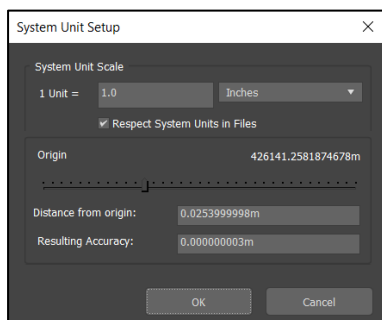 System Unit Setup
System Unit Scale
1 Unit = 1.0 Inches
Respect System Units in Files
Origin 426141.2581874678m
Distance from origin: 0.0253999998m
Resulting Accuracy: 0.000000003m
OK Cancel